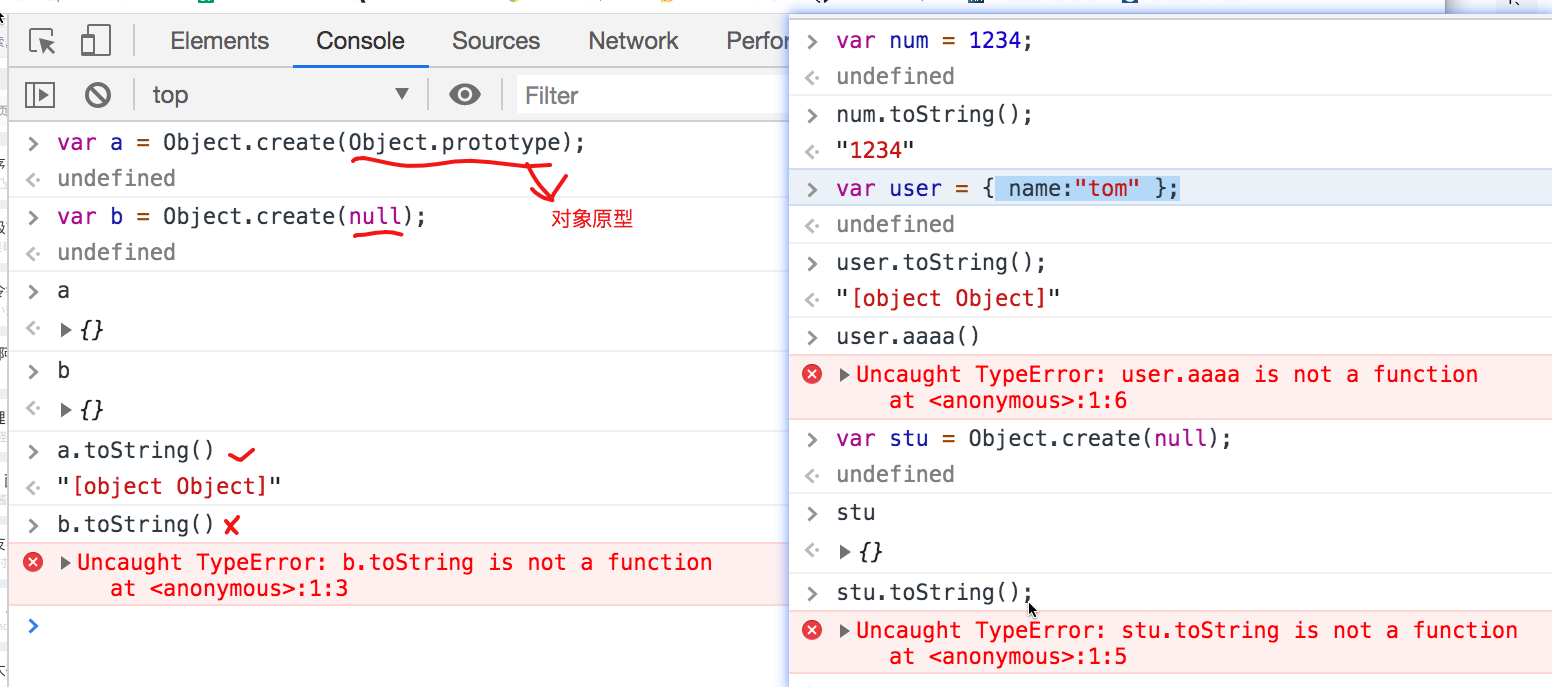 Elements Console Sources Network Perfor
top Filter
var a = Object.create(Object.prototype);
undefined
对象原型
var b = Object.create(null);
undefined
a
{}
b
{}
a.toString()
"[object Object]"
b.toString()
Uncaught TypeError: b.toString is not a function
at <anonymous>:1:3
var num = 1234;
undefined
num.toString();
"1234"
var user = { name:"tom" };
undefined
user.toString();
"[object Object]"
user.aaaa()
Uncaught TypeError: user.aaaa is not a function
at <anonymous>:1:6
var stu = Object.create(null);
undefined
stu
{}
stu.toString();
Uncaught TypeError: stu.toString is not a function
at <anonymous>:1:5